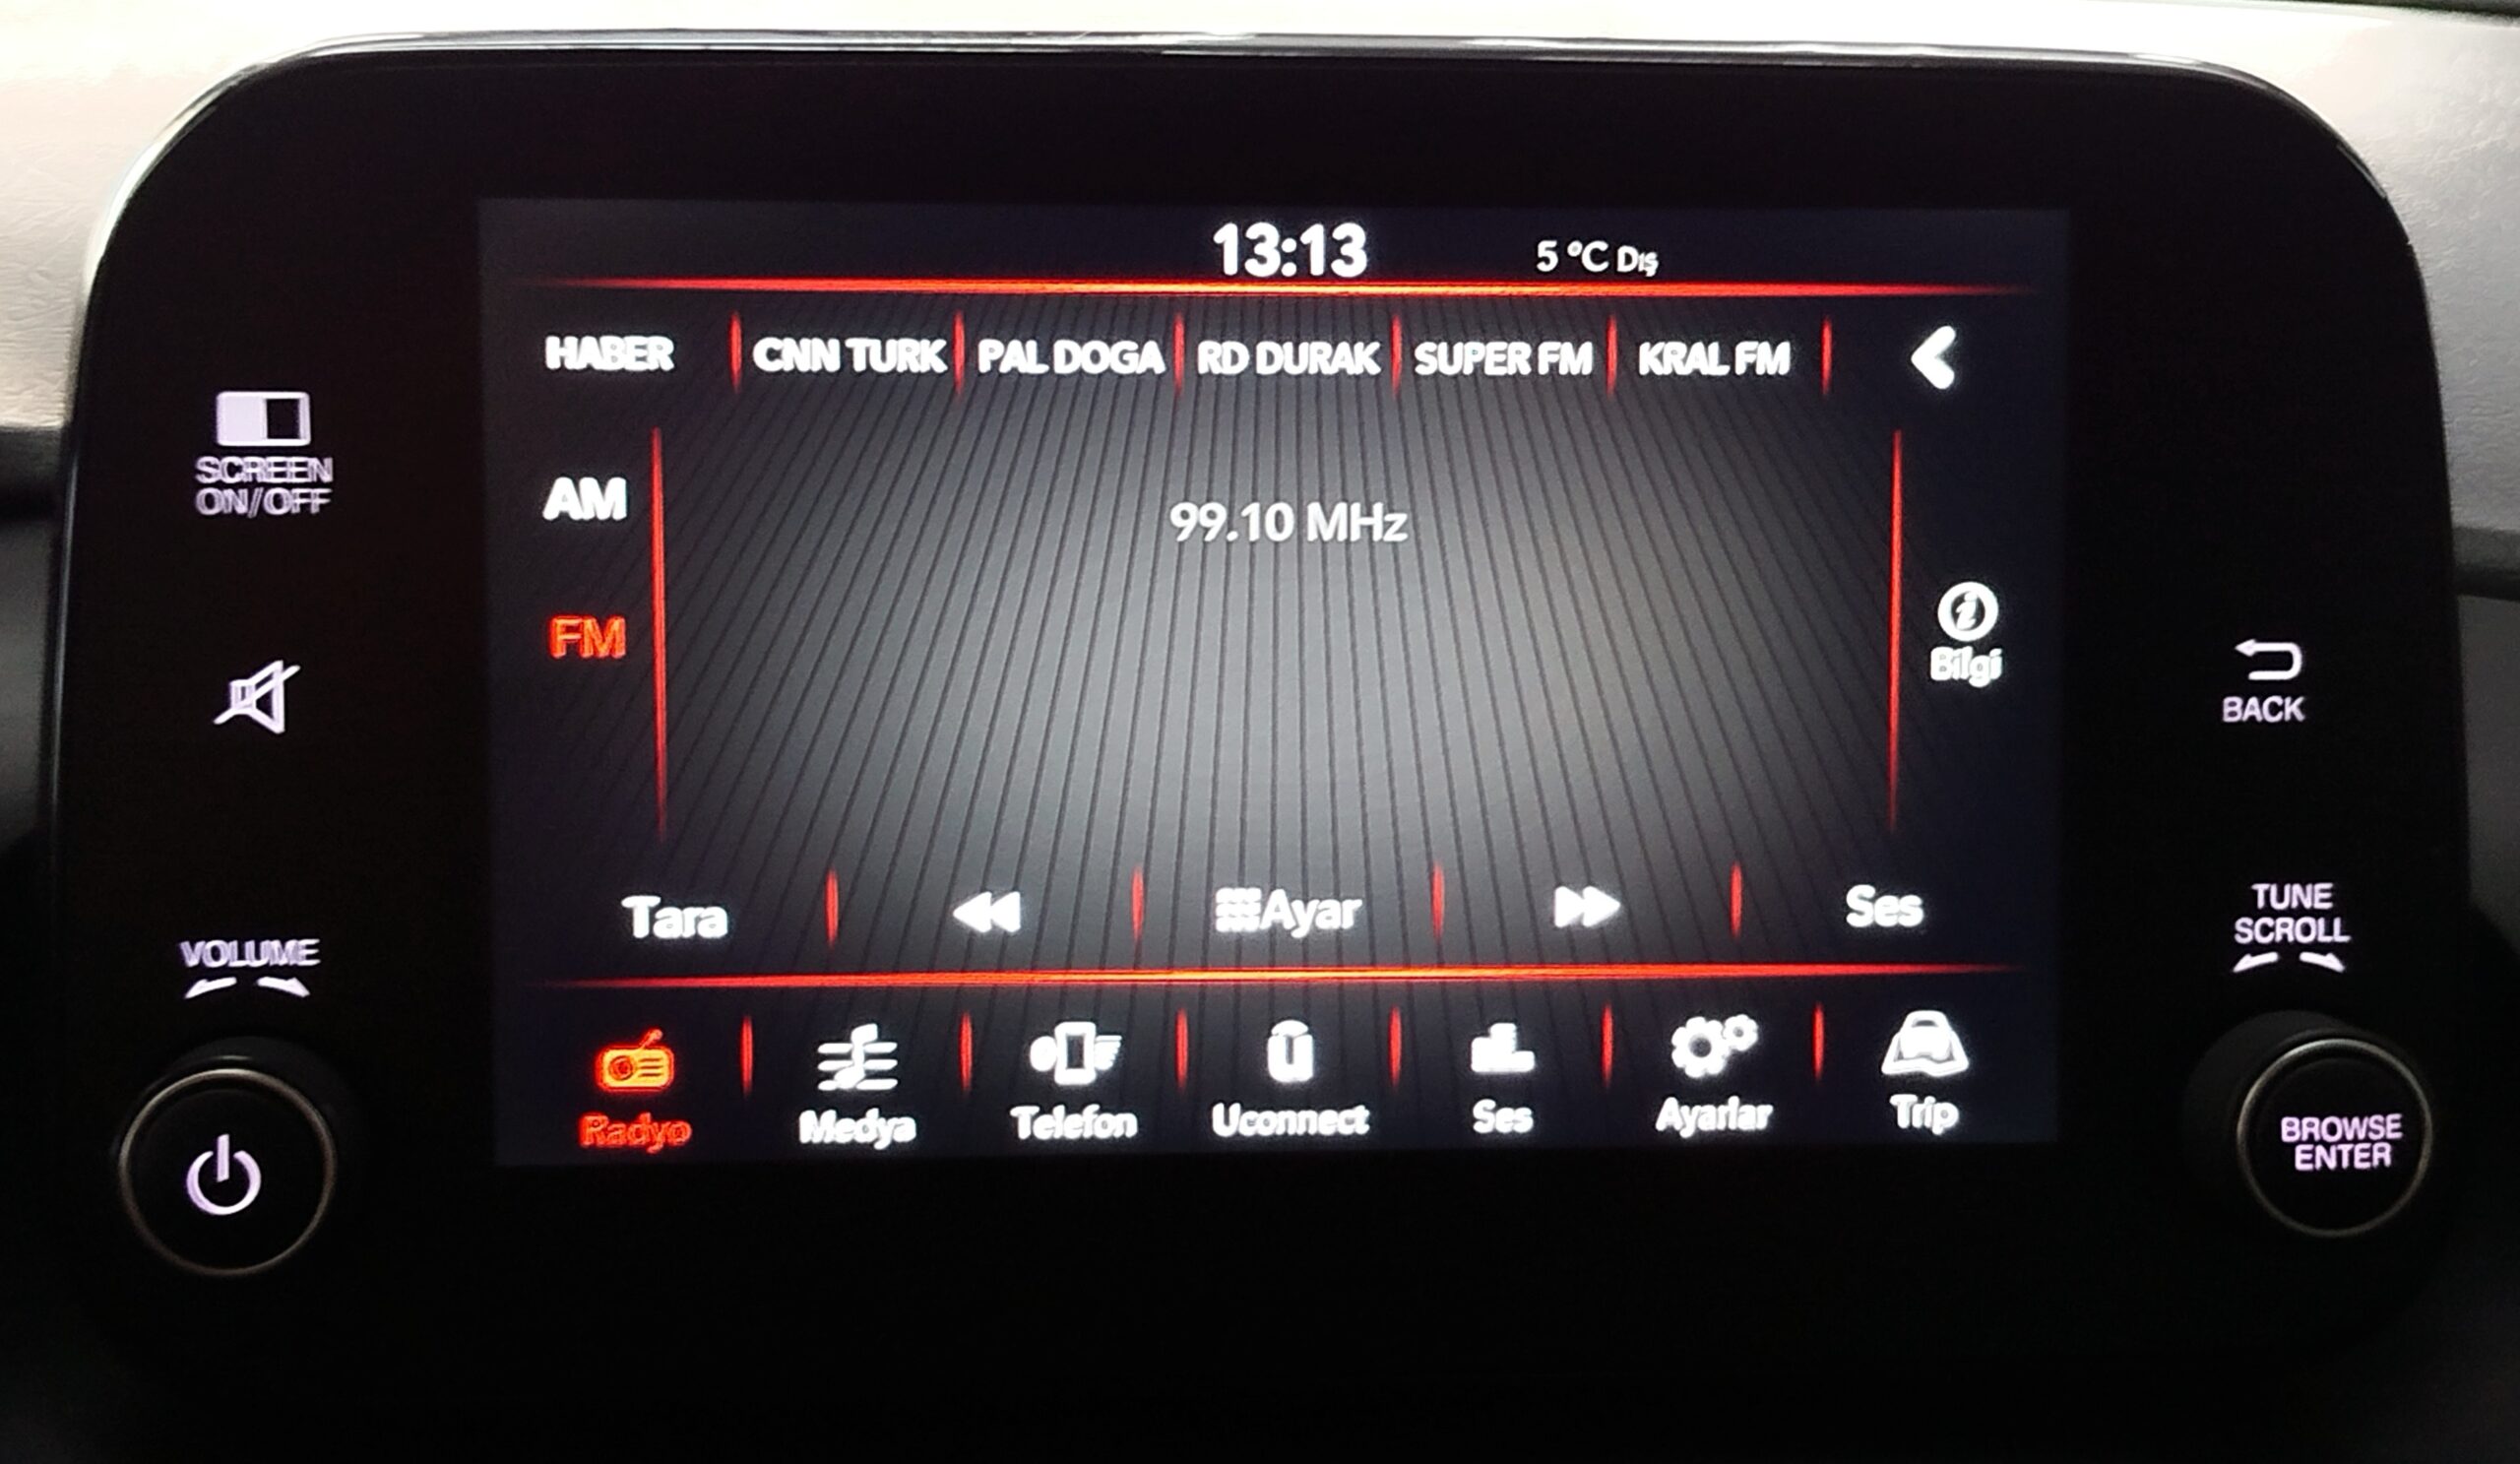 13:13
5 °C Dış
HABER
CNN TURK
PAL DOGA
RD DURAK
SUPER FM
KRAL FM
SCREEN
ON/OFF
AM
99.10 MHz
FM
Bilgi
BACK
Tara
Ayar
Ses
VOLUME
TUNE
SCROLL
Radyo
Medya
Telefon
Uconnect
Ses
Ayarlar
Trip
BROWSE
ENTER